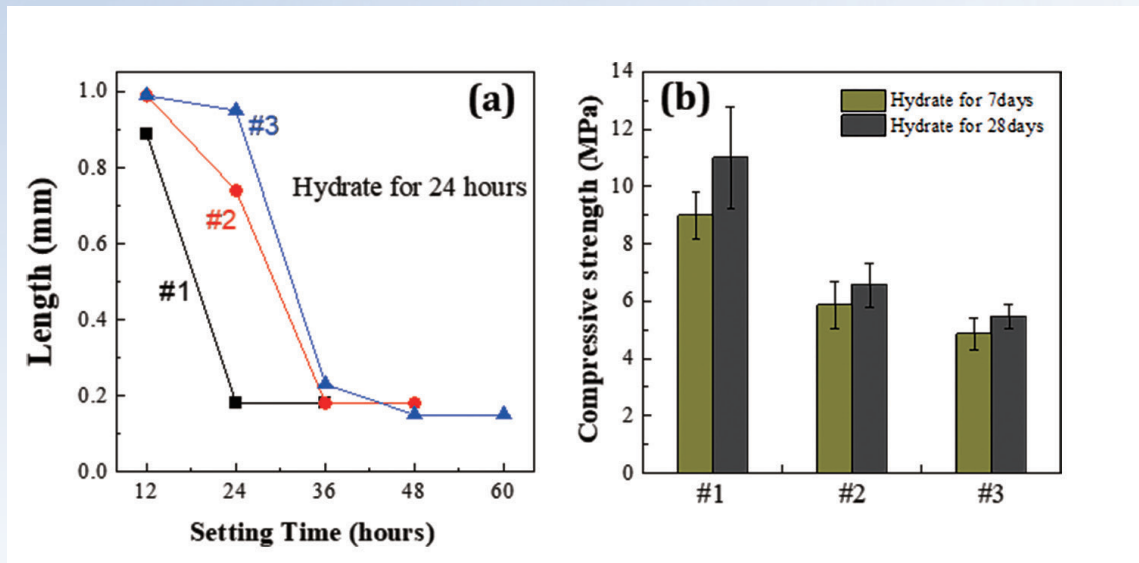 (a)
Length (mm)
1.0
0.8
0.6
0.4
0.2
0.0
#3
#2
#1
Hydrate for 24 hours
12 24 36 48 60
Setting Time (hours)
(b)
Compressive strength (MPa)
14
12
10
8
6
4
2
0
Hydrate for 7days
Hydrate for 28days
#1 #2 #3